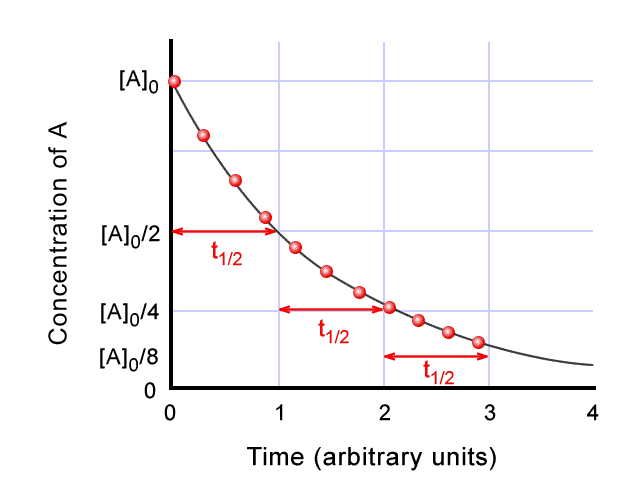 Concentration of A
[A]₀
[A]₀/2
[A]₀/4
[A]₀/8
0
t₁/₂
t₁/₂
t₁/₂
0 1 2 3 4
Time (arbitrary units)